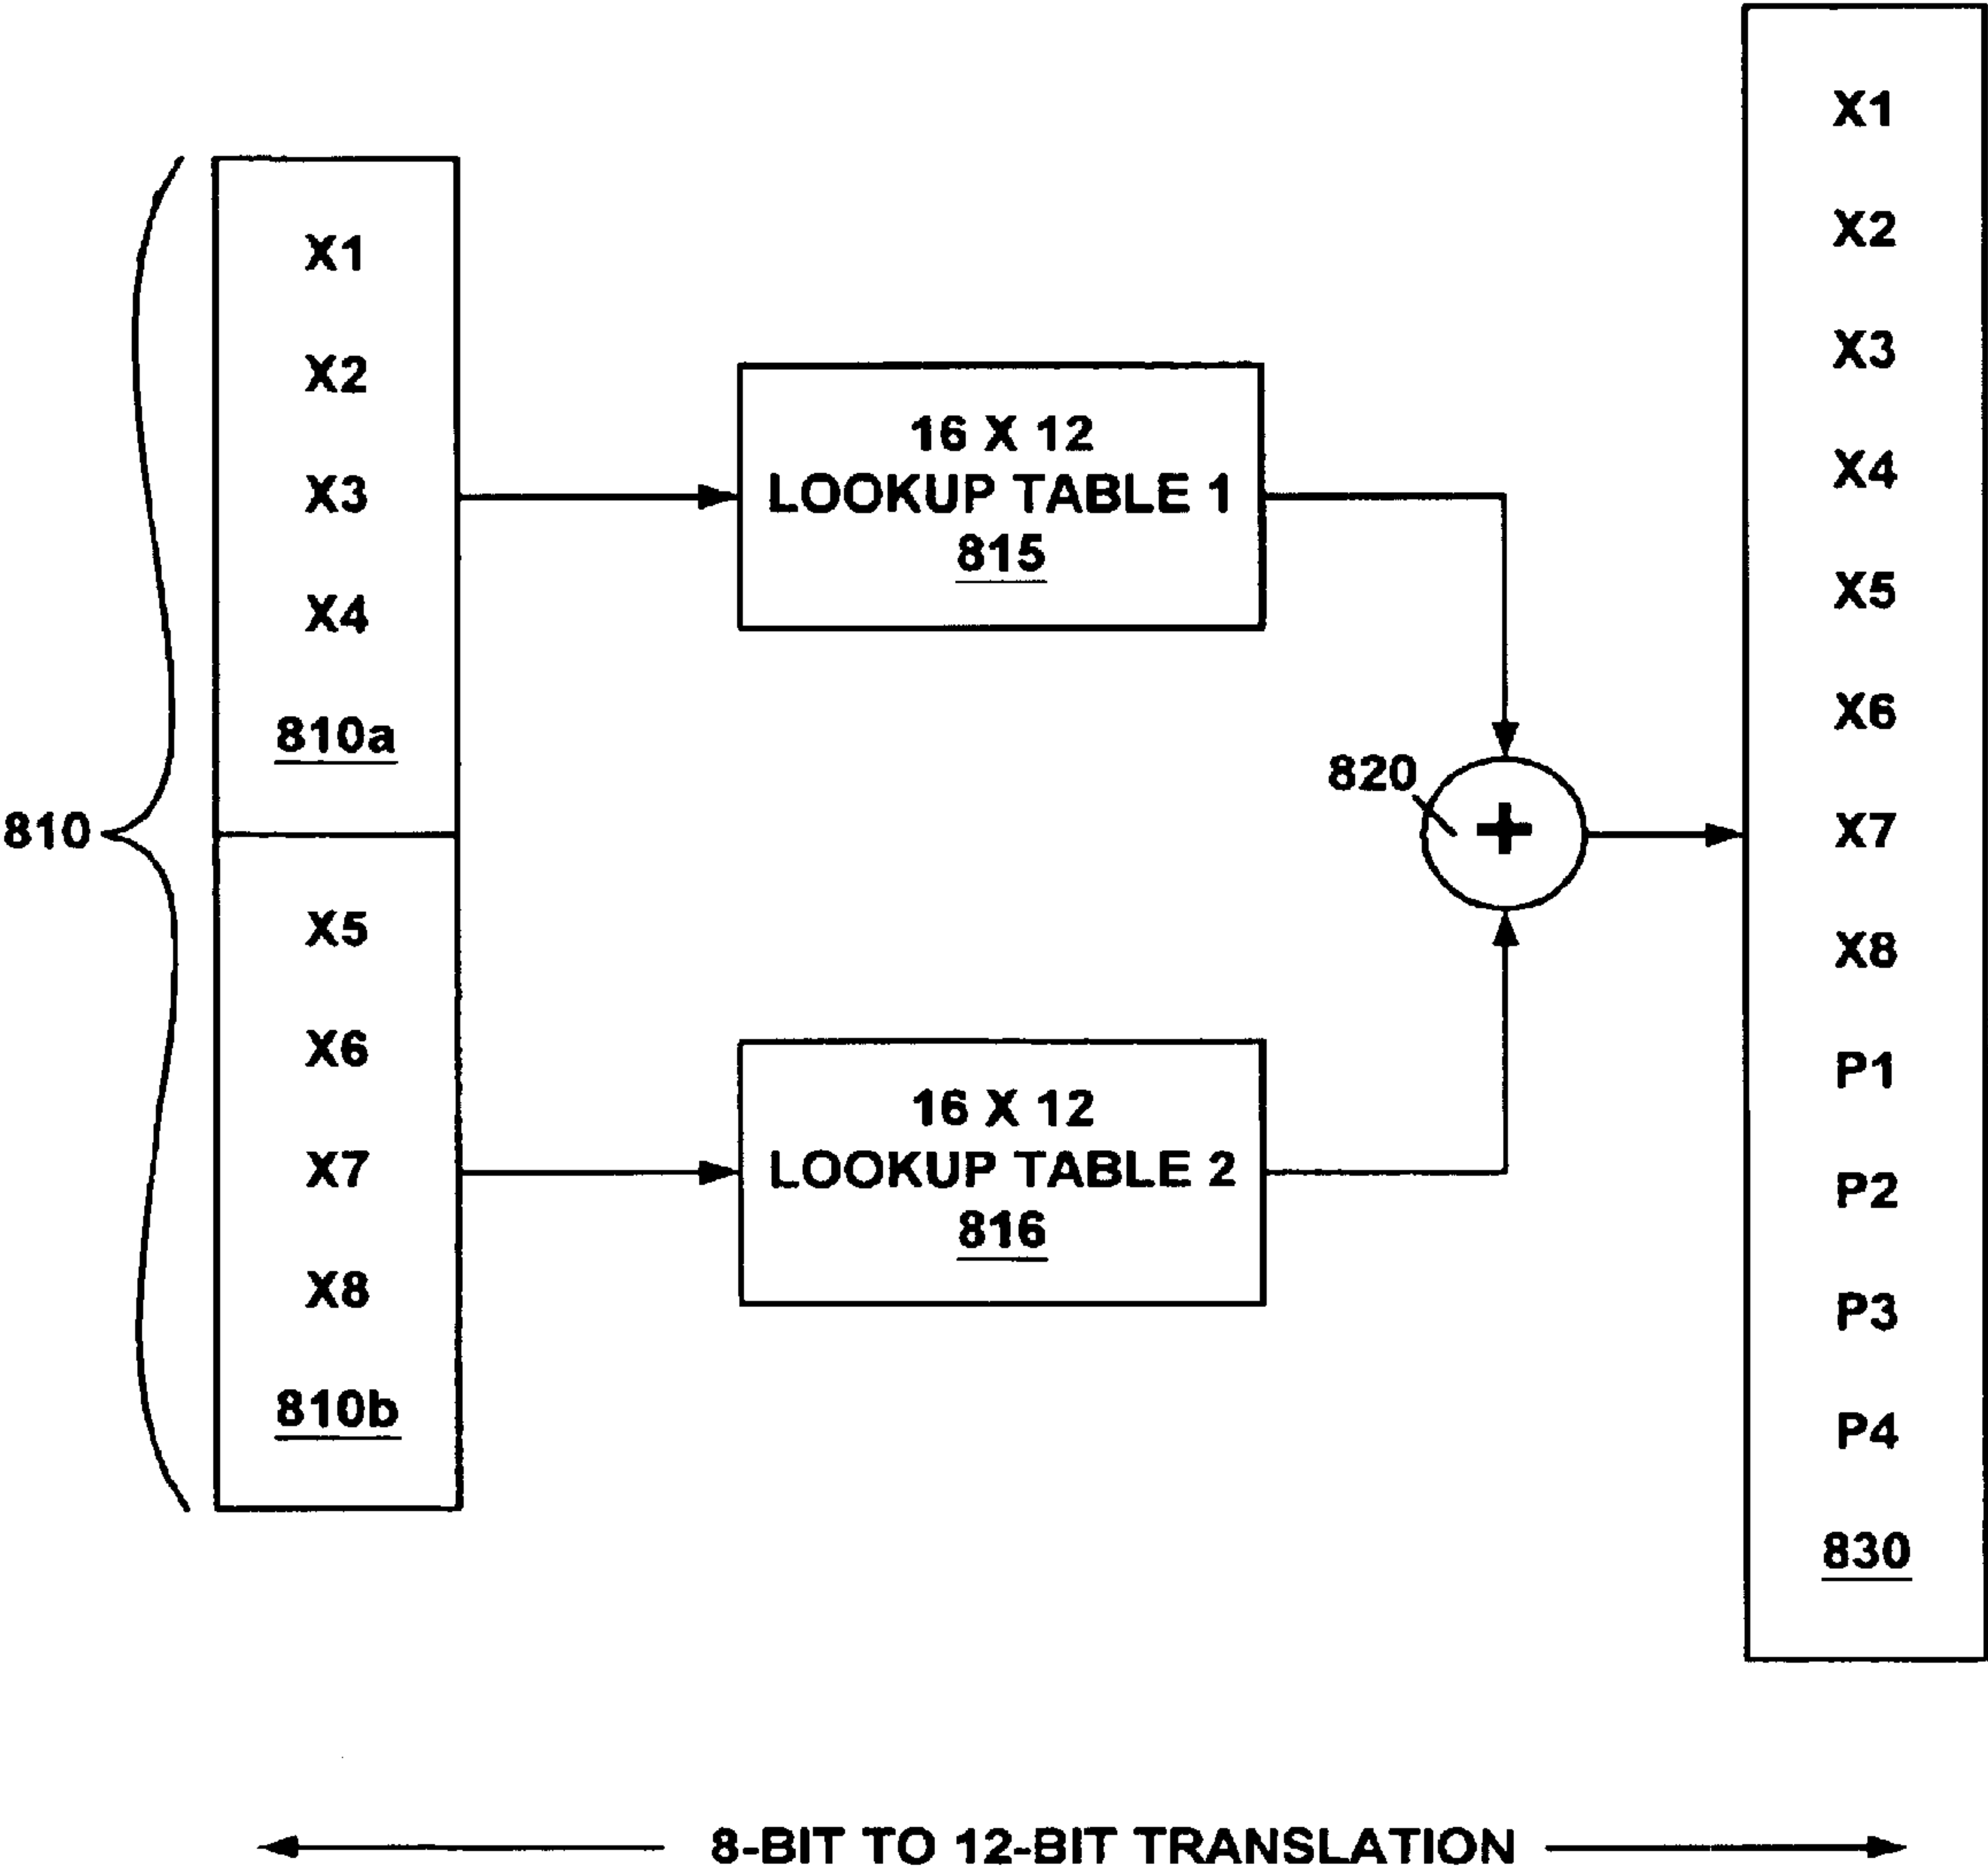 810
X1
X2
X3
X4
810a
X5
X6
X7
X8
810b
16 X 12
LOOKUP TABLE 1
815
16 X 12
LOOKUP TABLE 2
816
820
+
X1
X2
X3
X4
X5
X6
X7
X8
P1
P2
P3
P4
830
8-BIT TO 12-BIT TRANSLATION